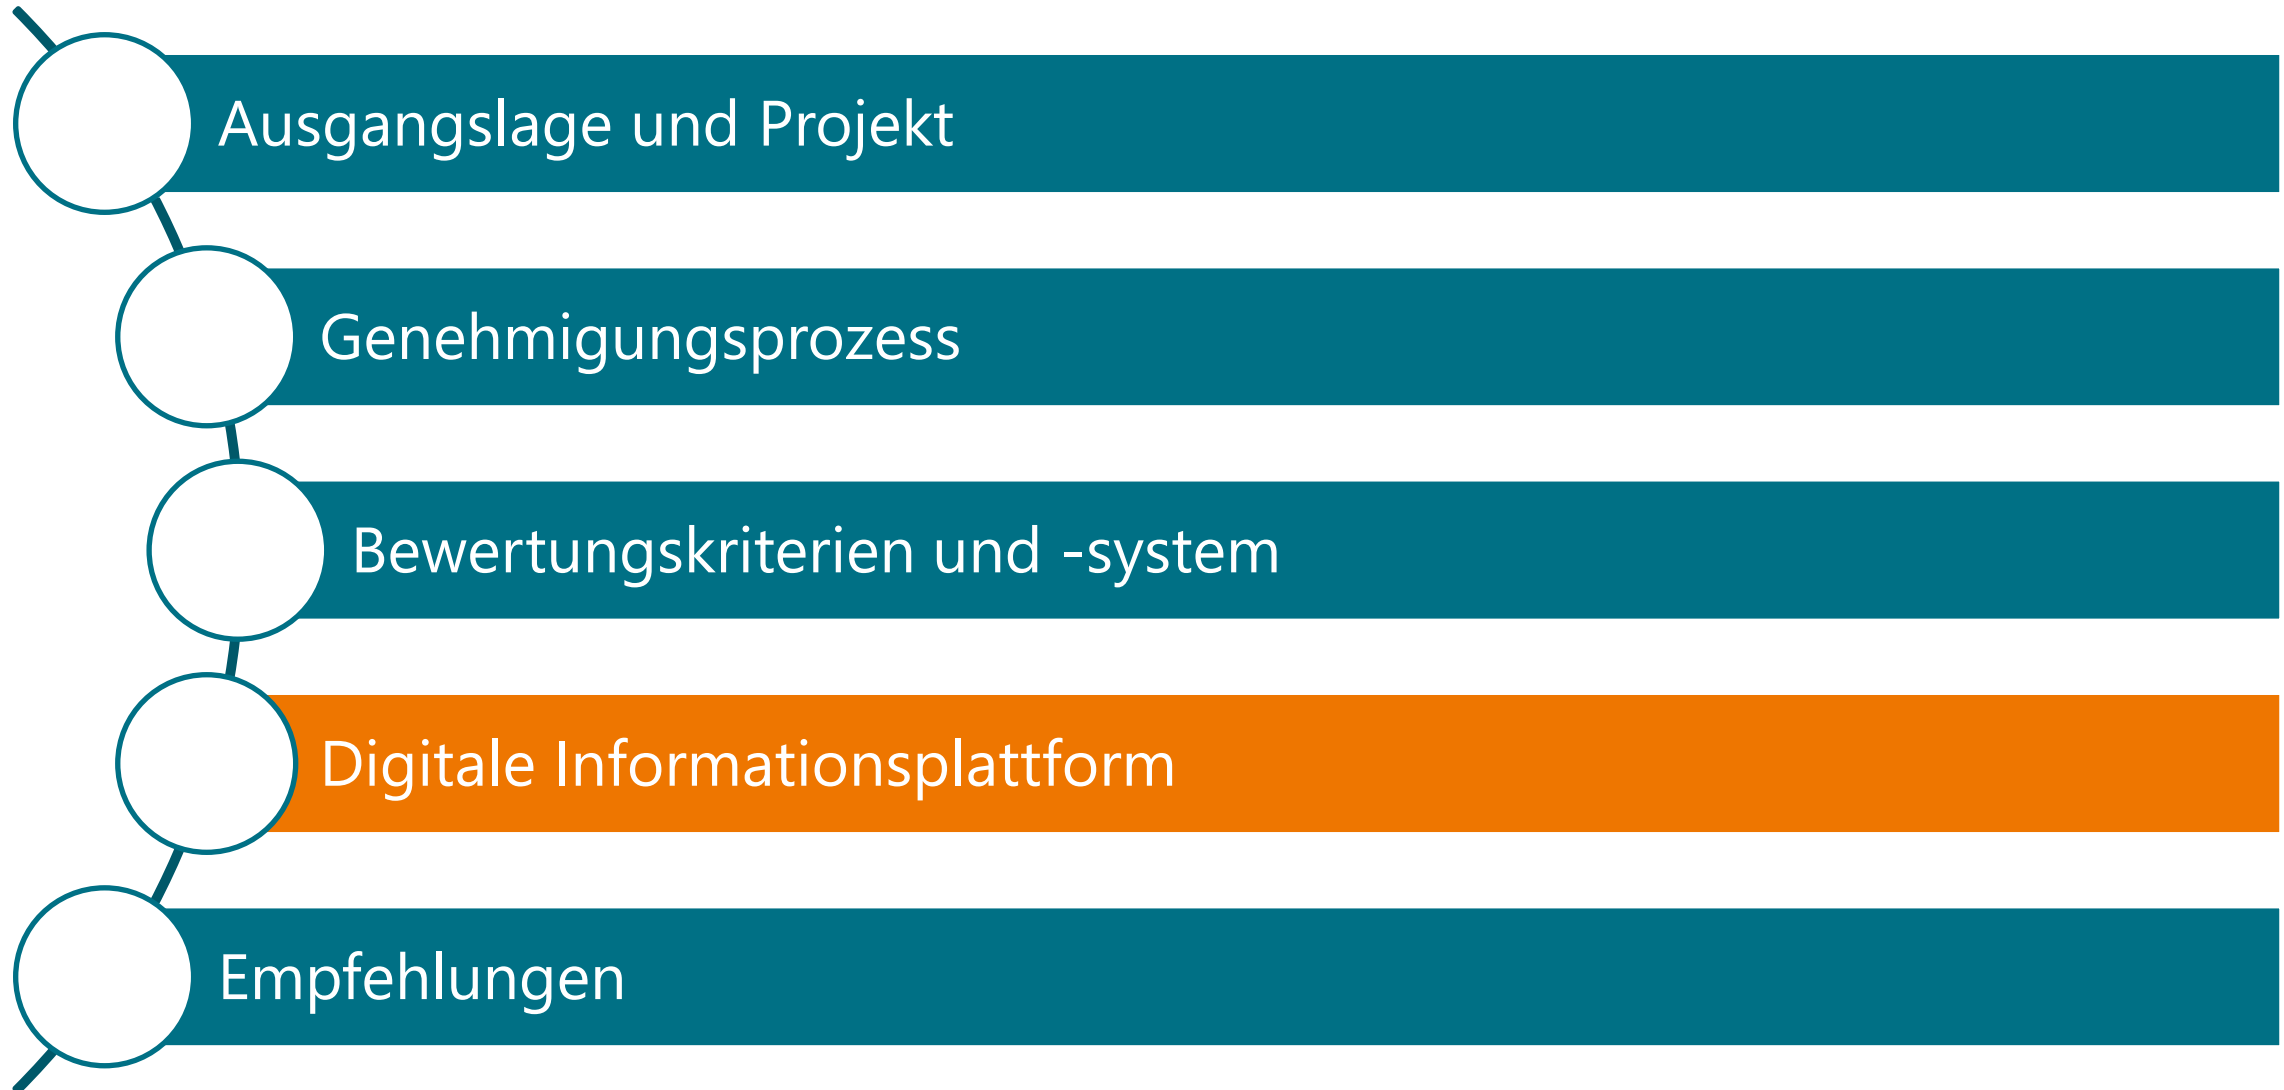 Ausgangslage und Projekt
Genehmigungsprozess
Bewertungskriterien und -system
Digitale Informationsplattform
Empfehlungen